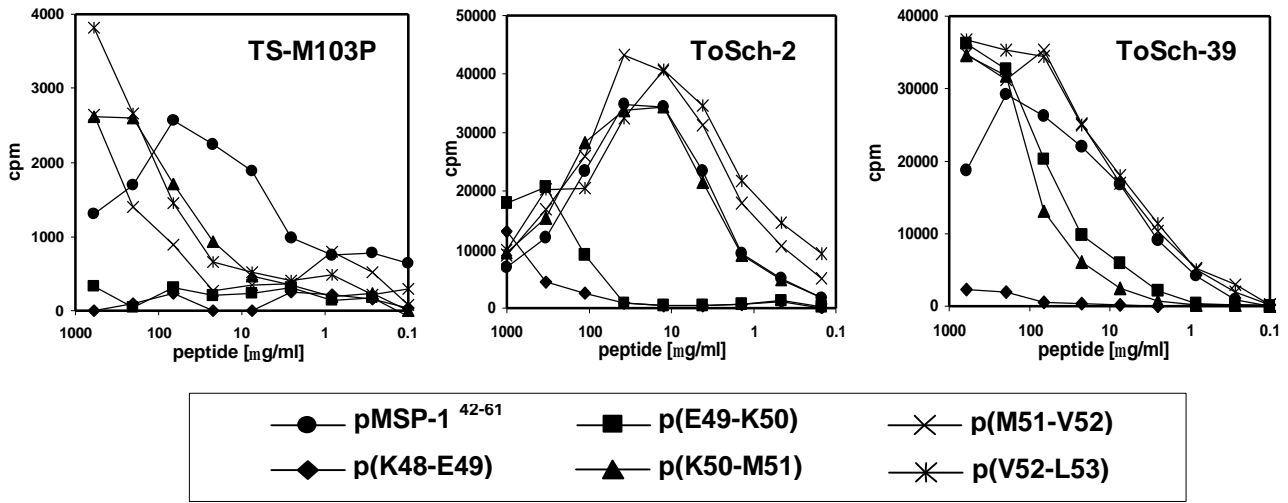 TS-M103P
4000
3000
2000
1000
0
cpm
1000 100 10 1 0.1
peptide [mg/ml]
ToSch-2
50000
40000
30000
20000
10000
0
cpm
1000 100 10 1 0.1
peptide [mg/ml]
ToSch-39
40000
30000
20000
10000
0
cpm
1000 100 10 1 0.1
peptide [mg/ml]
pMSP-1 42-61 p(E49-K50) p(M51-V52)
p(K48-E49) p(K50-M51) p(V52-L53)